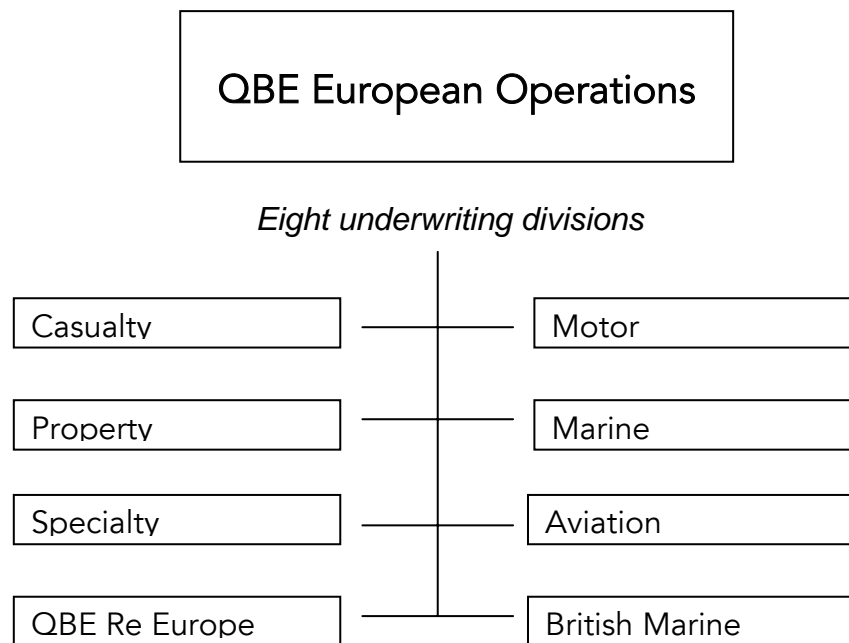 QBE European Operations
Eight underwriting divisions
Casualty
Motor
Property
Marine
Specialty
Aviation
QBE Re Europe
British Marine